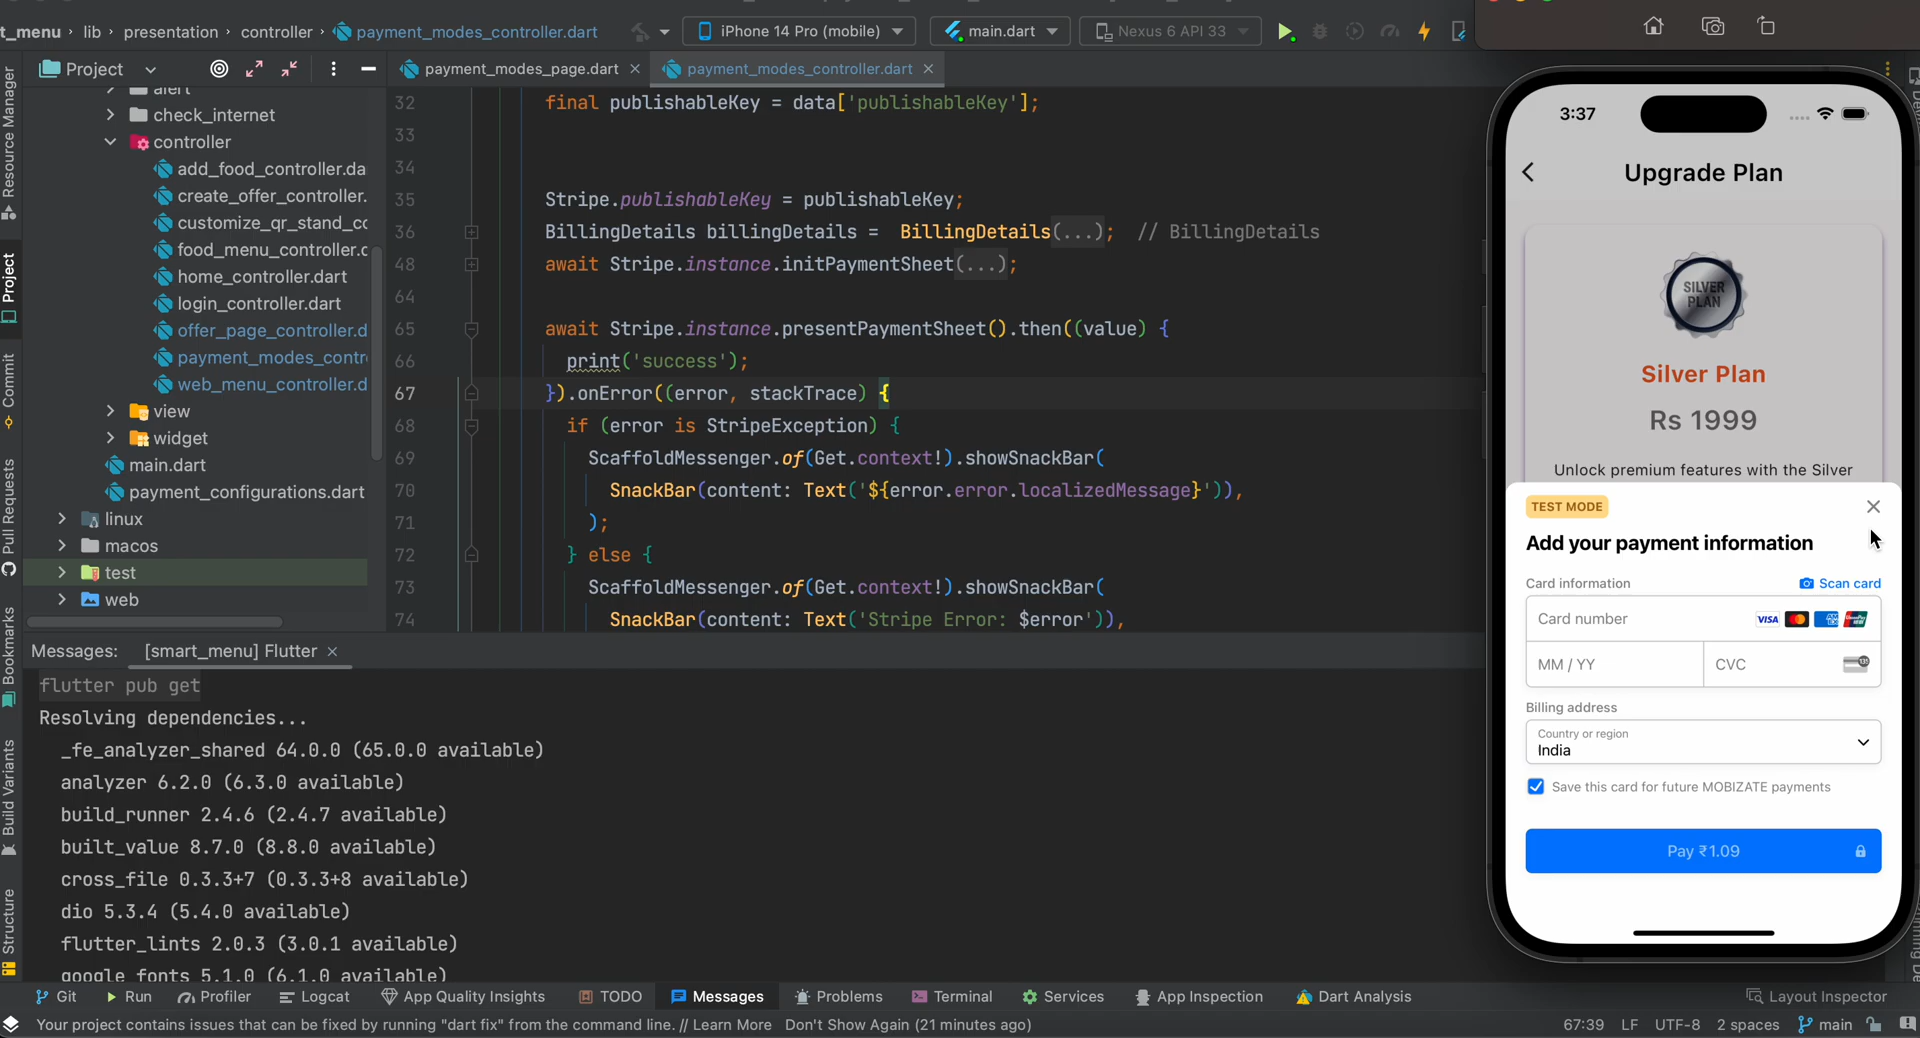 t_menu › lib › presentation › controller › payment_modes_controller.dart
iPhone 14 Pro (mobile)
main.dart
Nexus 6 API 33
Project
payment_modes_page.dart
payment_modes_controller.dart
alert
check_internet
controller
add_food_controller.da
create_offer_controller.
customize_qr_stand_co
food_menu_controller.c
home_controller.dart
login_controller.dart
offer_page_controller.d
payment_modes_contr
web_menu_controller.d
view
widget
main.dart
payment_configurations.dart
linux
macos
test
web
Resource Manager
Project
Commit
Pull Requests
Bookmarks
Build Variants
Structure
32 final publishableKey = data['publishableKey'];
33
34
35 Stripe.publishableKey = publishableKey;
36 BillingDetails billingDetails = BillingDetails(...); // BillingDetails
48 await Stripe.instance.initPaymentSheet(...);
64
65 await Stripe.instance.presentPaymentSheet().then((value) {
66 print('success');
67 }).onError((error, stackTrace) {
68 if (error is StripeException) {
69 ScaffoldMessenger.of(Get.context!).showSnackBar(
70 SnackBar(content: Text('${error.error.localizedMessage}')),
71 );
72 } else {
73 ScaffoldMessenger.of(Get.context!).showSnackBar(
74 SnackBar(content: Text('Stripe Error: $error')),
Messages: [smart_menu] Flutter
flutter pub get
Resolving dependencies...
_fe_analyzer_shared 64.0.0 (65.0.0 available)
analyzer 6.2.0 (6.3.0 available)
build_runner 2.4.6 (2.4.7 available)
built_value 8.7.0 (8.8.0 available)
cross_file 0.3.3+7 (0.3.3+8 available)
dio 5.3.4 (5.4.0 available)
flutter_lints 2.0.3 (3.0.1 available)
google_fonts 5.1.0 (6.1.0 available)
3:37
Upgrade Plan
SILVER
PLAN
Silver Plan
Rs 1999
Unlock premium features with the Silver
TEST MODE
Add your payment information
Card information
Scan card
Card number
VISA
MM / YY
CVC
Billing address
Country or region
India
Save this card for future MOBIZATE payments
Pay ₹1.09
Git
Run
Profiler
Logcat
App Quality Insights
TODO
Messages
Problems
Terminal
Services
App Inspection
Dart Analysis
Layout Inspector
Your project contains issues that can be fixed by running "dart fix" from the command line. // Learn More Don't Show Again (21 minutes ago)
67:39 LF UTF-8 2 spaces main